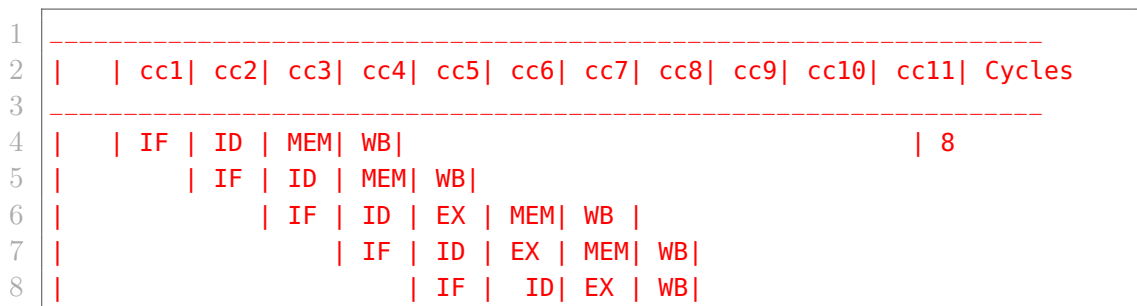 1 ___________________________________________________________________
2 |   | cc1| cc2| cc3| cc4| cc5| cc6| cc7| cc8| cc9| cc10| cc11| Cycles
3 ___________________________________________________________________
4 |   | IF | ID | MEM| WB|                                  | 8
5 |        | IF | ID | MEM| WB|
6 |             | IF | ID | EX | MEM| WB |
7 |                  | IF | ID | EX | MEM| WB|
8 |                       | IF |  ID| EX | WB|